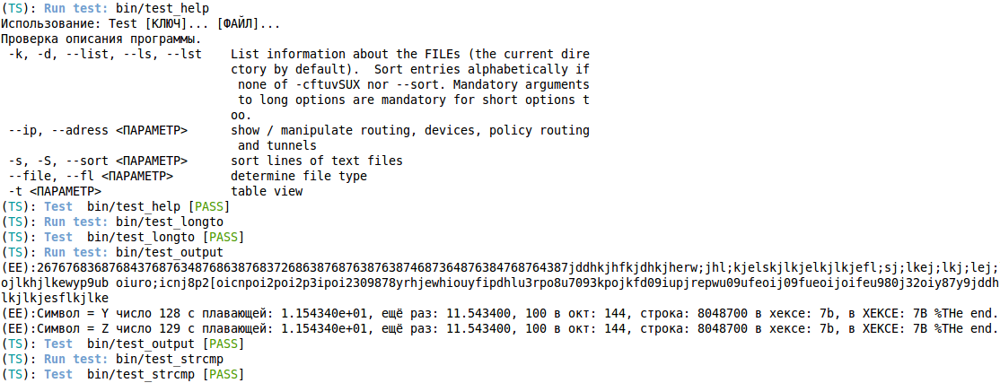 (TS): Run test: bin/test_help
Использование: Test [КЛЮЧ]... [ФАЙЛ]...
Проверка описания программы.
 -k, -d, --list, --ls, --lst    List information about the FILEs (the current dire
                                ctory by default).  Sort entries alphabetically if
                                 none of -cftuvSUX nor --sort. Mandatory arguments
                                 to long options are mandatory for short options t
                                oo.
 --ip, --adress <ПАРАМЕТР>      show / manipulate routing, devices, policy routing
                                 and tunnels
 -s, -S, --sort <ПАРАМЕТР>      sort lines of text files
 --file, --fl <ПАРАМЕТР>        determine file type
 -t <ПАРАМЕТР>                  table view
(TS): Test  bin/test_help [PASS]
(TS): Run test: bin/test_longto
(TS): Test  bin/test_longto [PASS]
(TS): Run test: bin/test_output
(EE):267676836876843768763487686387683726863876876387638746873648763847687643​87jddhkjhfkjdhkjherw;jhl;kjelskjlkjelkjlkjefl;sj;lkej;lkj;lej;
ojlkhjlkewyp9ub oiuro;icnj8p2[oicnpoi2poi2p3ipoi2309878yrhjewhiouyfipdhlu3rpo8u7093kpojkfd09iupjrepwu09ufeoij09fueoijoifeu980j32oiy87y9jddh
lkjlkjesflkjlke
(EE):Символ = Y число 128 с плавающей: 1.154340e+01, ещё раз: 11.543400, 100 в окт: 144, строка: 8048700 в хексе: 7b, в ХЕКСЕ: 7B %THe end.
(EE):Символ = Z число 129 с плавающей: 1.154340e+01, ещё раз: 11.543400, 100 в окт: 144, строка: 8048700 в хексе: 7b, в ХЕКСЕ: 7B %THe end.
(TS): Test  bin/test_output [PASS]
(TS): Run test: bin/test_strcmp
(TS): Test  bin/test_strcmp [PASS]